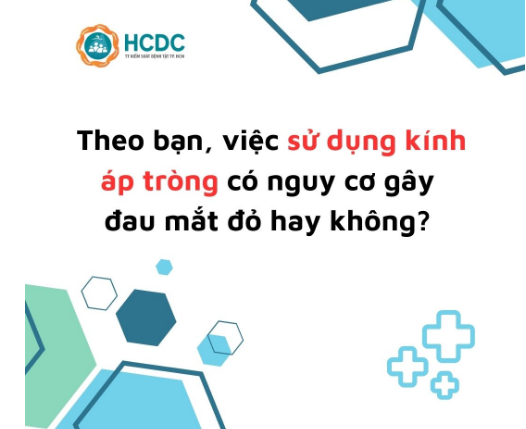 HCDC
Theo bạn, việc sử dụng kính
áp tròng có nguy cơ gây
đau mắt đỏ hay không?